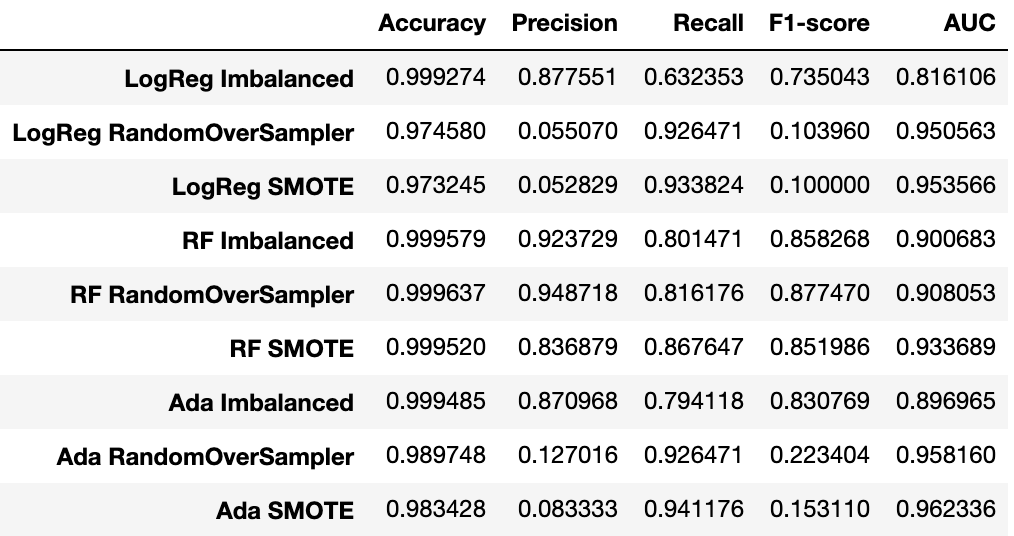 Accuracy Precision Recall F1-score AUC
LogReg Imbalanced 0.999274 0.877551 0.632353 0.735043 0.816106
LogReg RandomOverSampler 0.974580 0.055070 0.926471 0.103960 0.950563
LogReg SMOTE 0.973245 0.052829 0.933824 0.100000 0.953566
RF Imbalanced 0.999579 0.923729 0.801471 0.858268 0.900683
RF RandomOverSampler 0.999637 0.948718 0.816176 0.877470 0.908053
RF SMOTE 0.999520 0.836879 0.867647 0.851986 0.933689
Ada Imbalanced 0.999485 0.870968 0.794118 0.830769 0.896965
Ada RandomOverSampler 0.989748 0.127016 0.926471 0.223404 0.958160
Ada SMOTE 0.983428 0.083333 0.941176 0.153110 0.962336